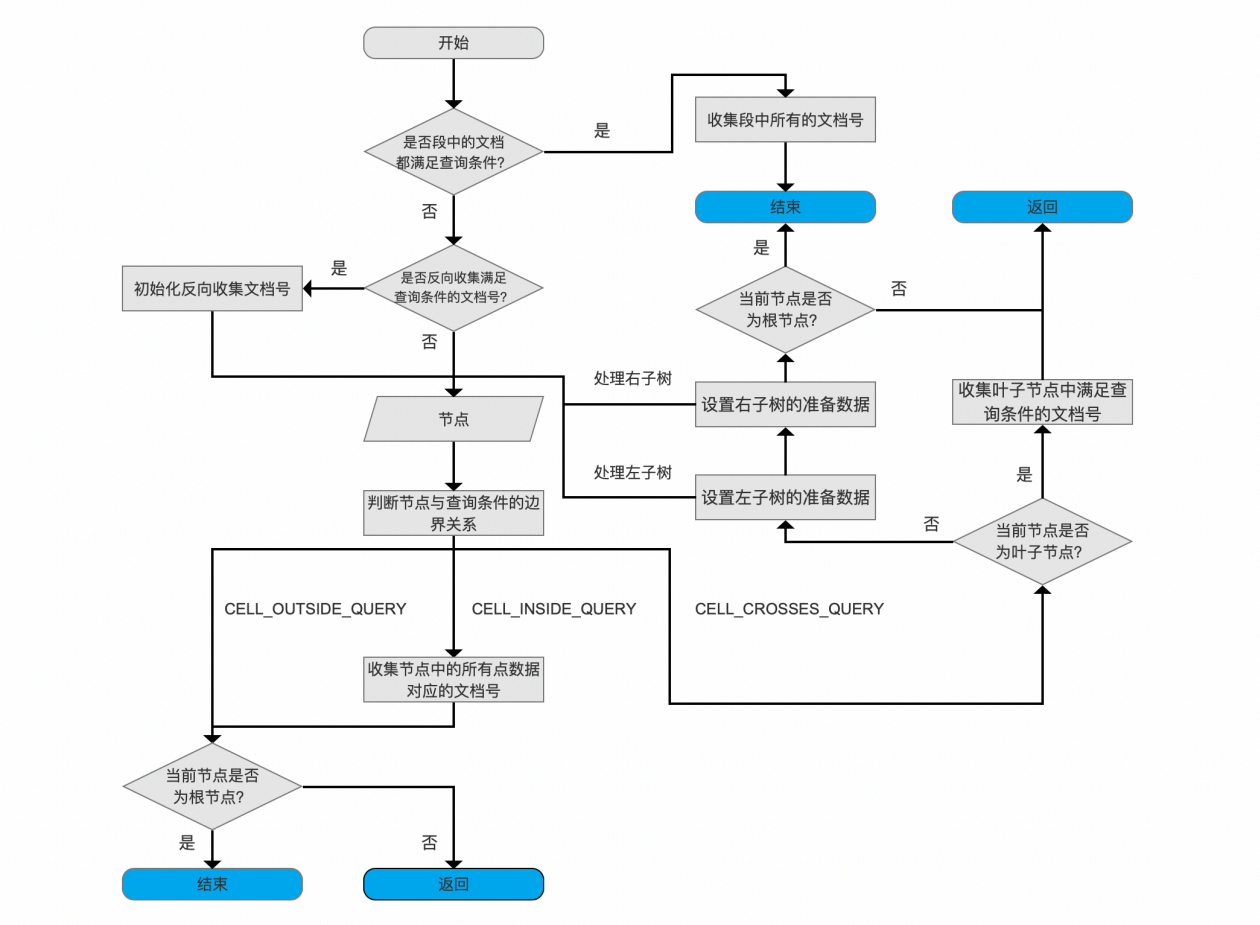 开始
是否段中的文档
都满足查询条件?
是
收集段中所有的文档号
结束
返回
否
是否反向收集满足
查询条件的文档号?
是
初始化反向收集文档号
否
是
当前节点是否
为根节点?
否
处理右子树
设置右子树的准备数据
收集叶子节点中满足查
询条件的文档号
节点
处理左子树
设置左子树的准备数据
是
判断节点与查询条件的边
界关系
否
当前节点是否
为叶子节点?
CELL_OUTSIDE_QUERY
CELL_INSIDE_QUERY
CELL_CROSSES_QUERY
收集节点中的所有点数据
对应的文档号
当前节点是否
为根节点?
是
否
结束
返回